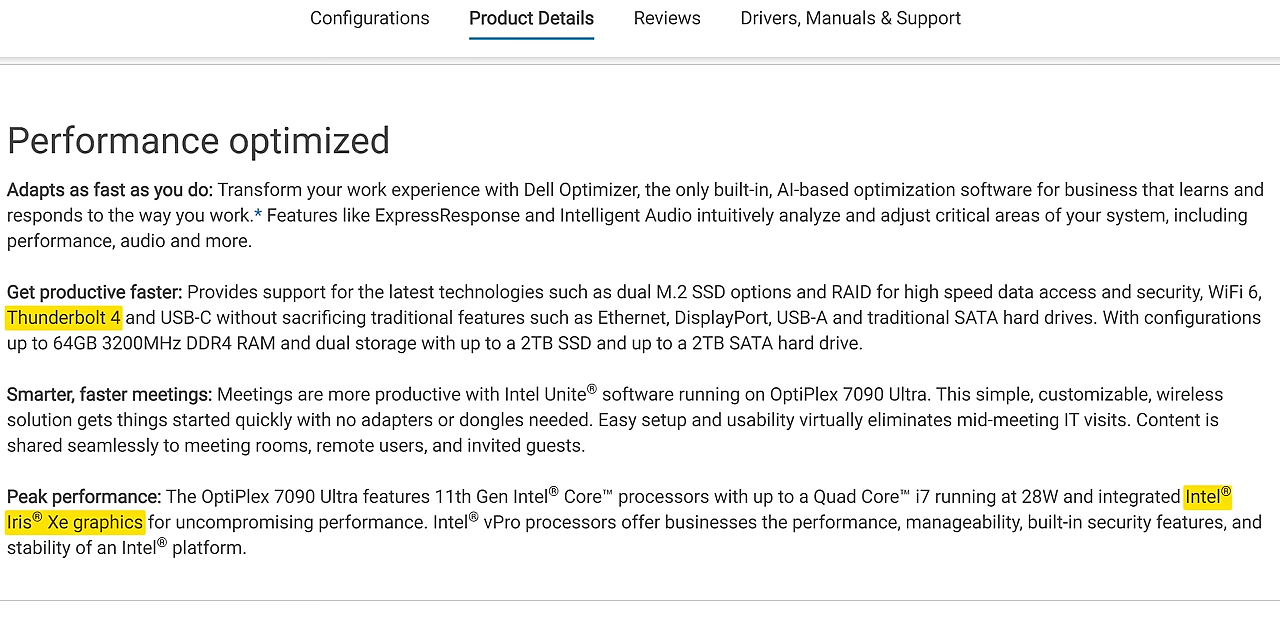 Configurations Product Details Reviews Drivers, Manuals & Support
Performance optimized
Adapts as fast as you do: Transform your work experience with Dell Optimizer, the only built-in, AI-based optimization software for business that learns and
responds to the way you work.* Features like ExpressResponse and Intelligent Audio intuitively analyze and adjust critical areas of your system, including
performance, audio and more.
Get productive faster: Provides support for the latest technologies such as dual M.2 SSD options and RAID for high speed data access and security, WiFi 6,
Thunderbolt 4 and USB-C without sacrificing traditional features such as Ethernet, DisplayPort, USB-A and traditional SATA hard drives. With configurations
up to 64GB 3200MHz DDR4 RAM and dual storage with up to a 2TB SSD and up to a 2TB SATA hard drive.
Smarter, faster meetings: Meetings are more productive with Intel Unite® software running on OptiPlex 7090 Ultra. This simple, customizable, wireless
solution gets things started quickly with no adapters or dongles needed. Easy setup and usability virtually eliminates mid-meeting IT visits. Content is
shared seamlessly to meeting rooms, remote users, and invited guests.
Peak performance: The OptiPlex 7090 Ultra features 11th Gen Intel® Core™ processors with up to a Quad Core™ i7 running at 28W and integrated Intel®
Iris® Xe graphics for uncompromising performance. Intel® vPro processors offer businesses the performance, manageability, built-in security features, and
stability of an Intel® platform.